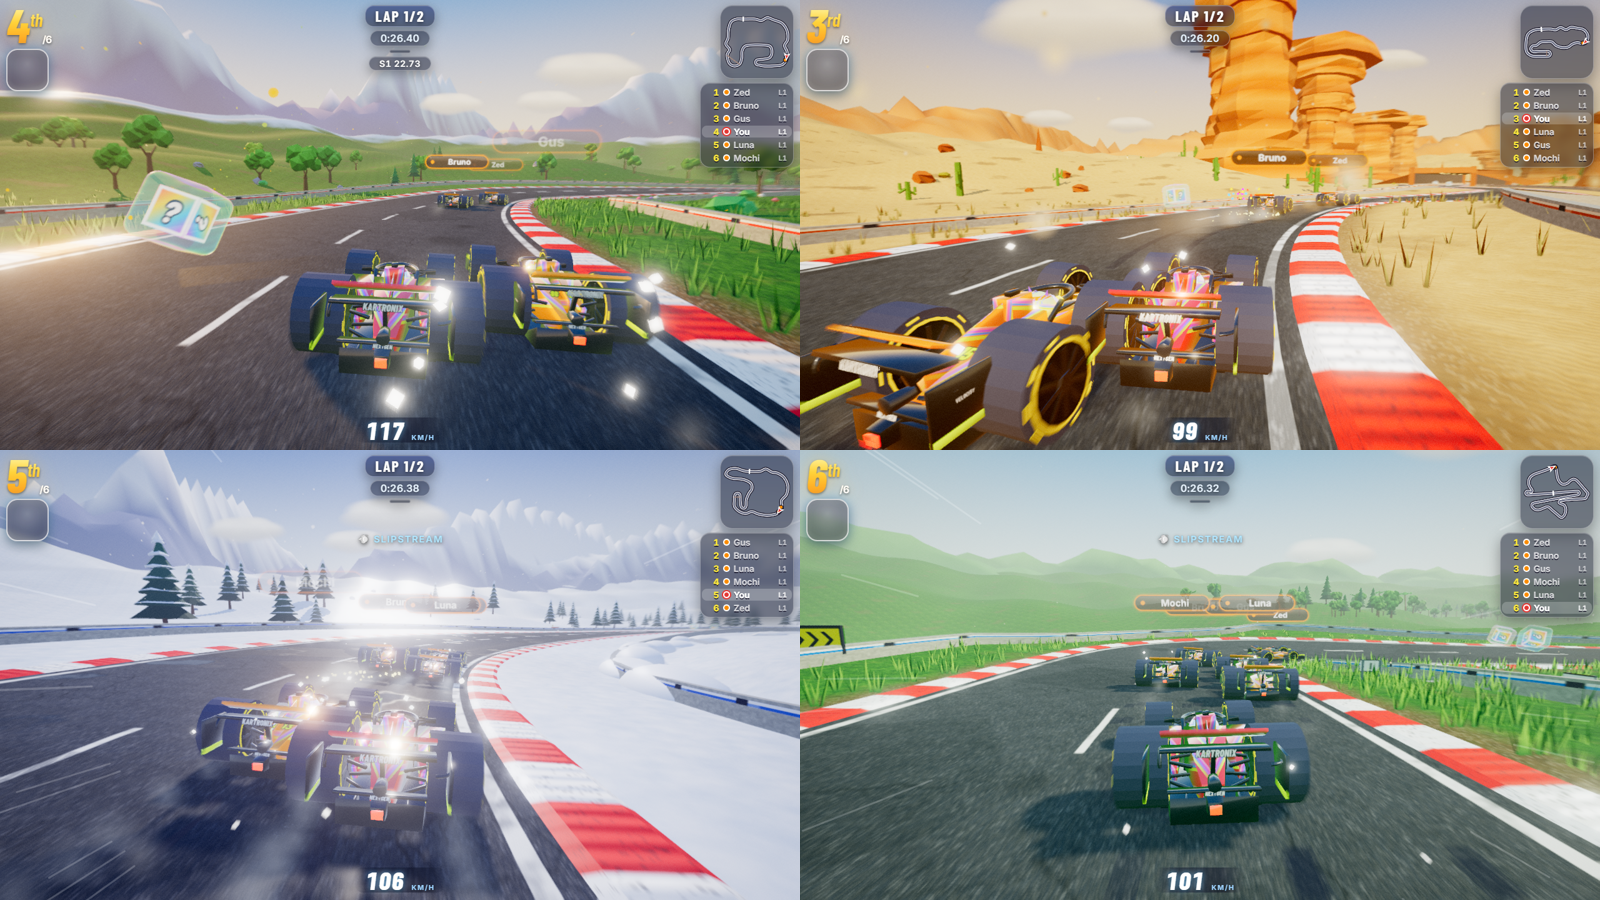 4th
/6
LAP 1/2
0:26.40
S1 22.73
1 Zed L1
2 Bruno L1
3 Gus L1
4 You L1
5 Luna L1
6 Mochi L1
Gus
Bruno
Zed
?
KARTRONIX
117 KM/H
3rd
/6
LAP 1/2
0:26.20
1 Zed L1
2 Bruno L1
3 You L1
4 Luna L1
5 Gus L1
6 Mochi L1
Bruno
Zed
KARTRONIX
99 KM/H
5th
/6
LAP 1/2
0:26.38
SLIPSTREAM
1 Gus L1
2 Bruno L1
3 Luna L1
4 Mochi L1
5 You L1
6 Zed L1
Luna
KARTRONIX
KARTRONIX
106 KM/H
6th
/6
LAP 1/2
0:26.32
SLIPSTREAM
1 Zed L1
2 Bruno L1
3 Gus L1
4 Mochi L1
5 Luna L1
6 You L1
Mochi
Luna
Zed
KARTRONIX
101 KM/H